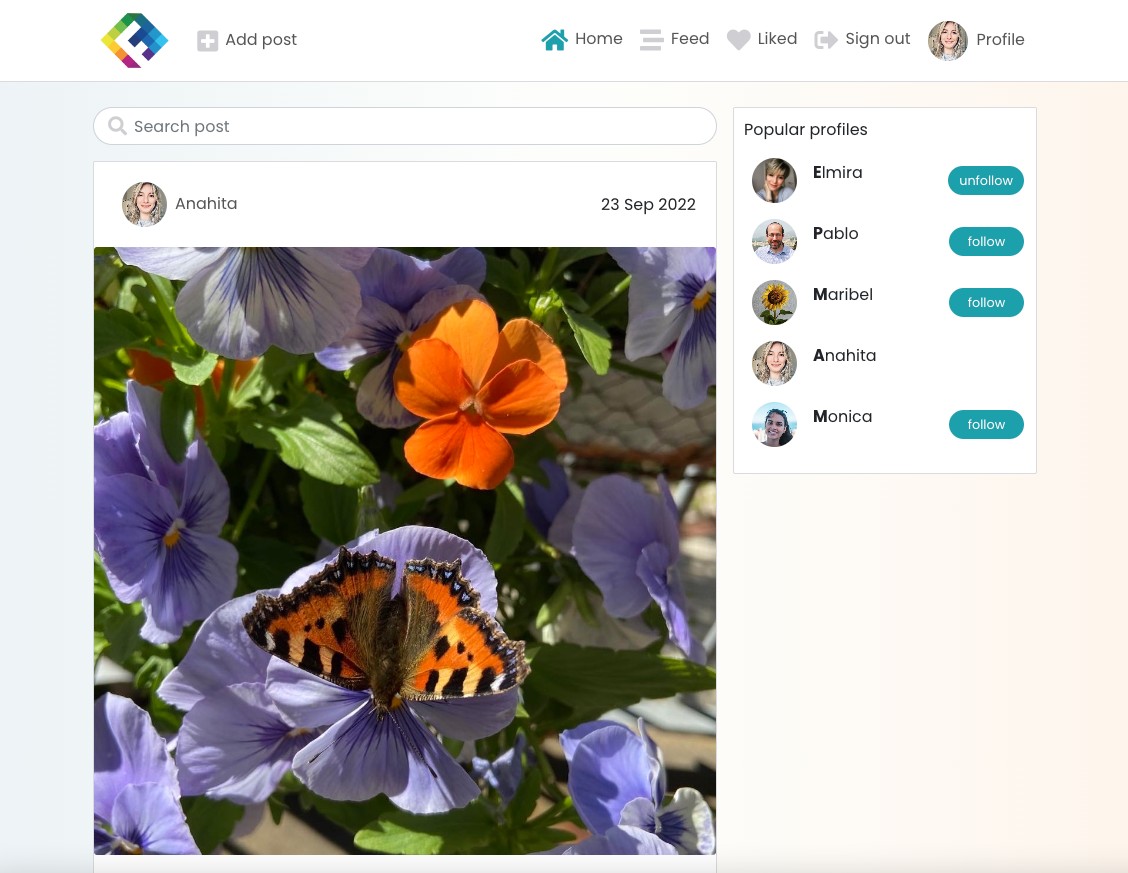 Add post
Home
Feed
Liked
Sign out
Profile
Search post
Anahita
23 Sep 2022
Popular profiles
Elmira
unfollow
Pablo
follow
Maribel
follow
Anahita
Monica
follow